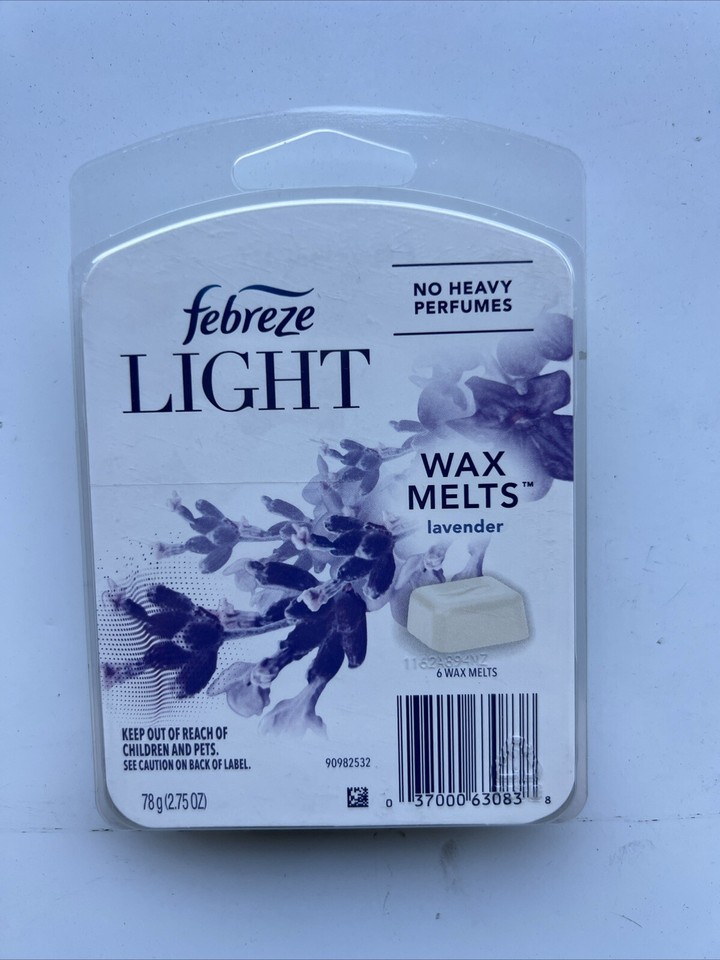 febreze
LIGHT
NO HEAVY
PERFUMES
WAX
MELTS™
lavender
6 WAX MELTS
KEEP OUT OF REACH OF
CHILDREN AND PETS.
SEE CAUTION ON BACK OF LABEL.
90982532
78 g (2.75 OZ)
0 37000 63083 8